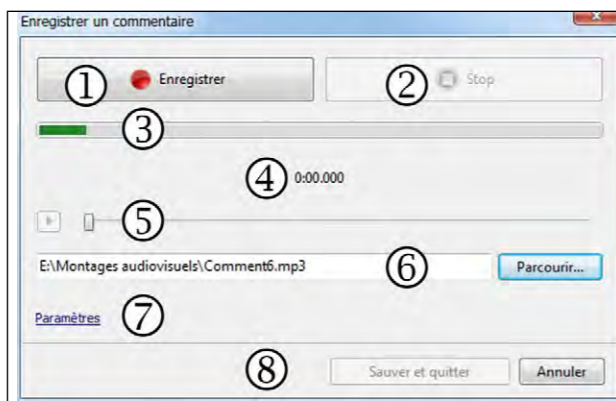 Enregistrer un commentaire
① Enregistrer ② Stop
③
④ 0:00.000
⑤
E:\Montages audiovisuels\Comment6.mp3 ⑥ Parcourir...
Paramètres ⑦
⑧ Sauver et quitter Annuler